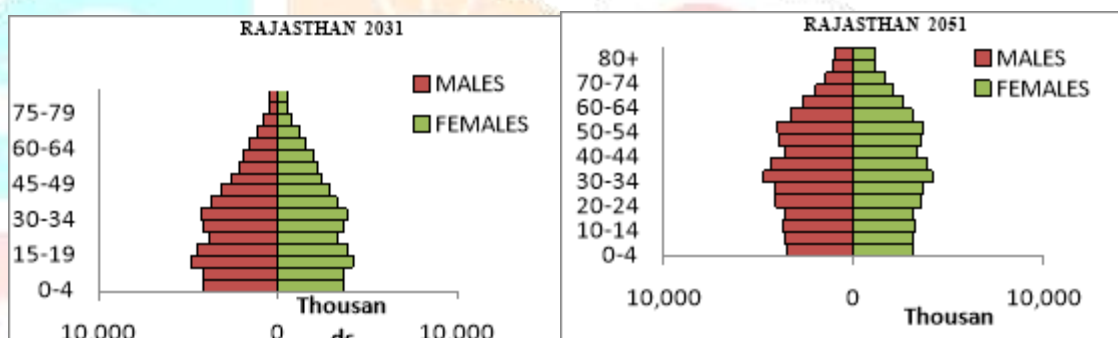 RAJASTHAN 2031
MALES
FEMALES
75-79
60-64
45-49
30-34
15-19
0-4
Thousan
ds
10,000
0
10,000
RAJASTHAN 2051
MALES
FEMALES
80+
70-74
60-64
50-54
40-44
30-34
20-24
10-14
0-4
10,000
0
10,000
Thousan